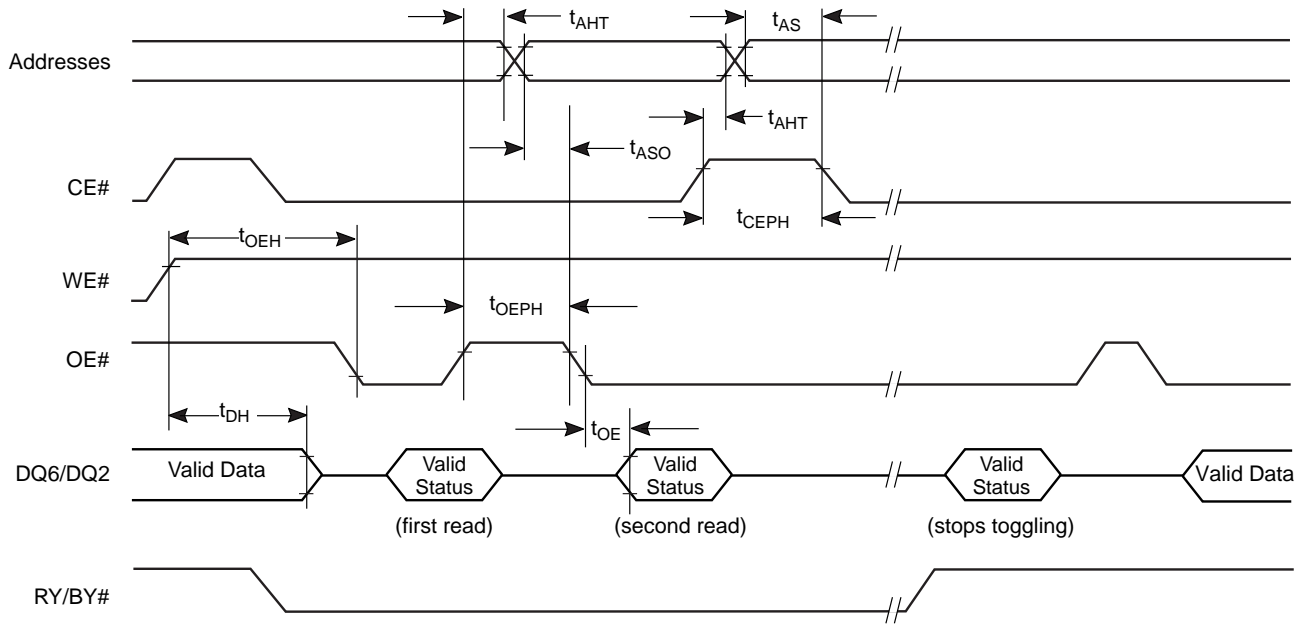 tAHT
tAS
Addresses
tAHT
tASO
CE#
tCEPH
tOEH
WE#
tOEPH
OE#
tDH
tOE
DQ6/DQ2
Valid Data
Valid
Status
Valid
Status
Valid
Status
Valid Data
(first read)
(second read)
(stops toggling)
RY/BY#